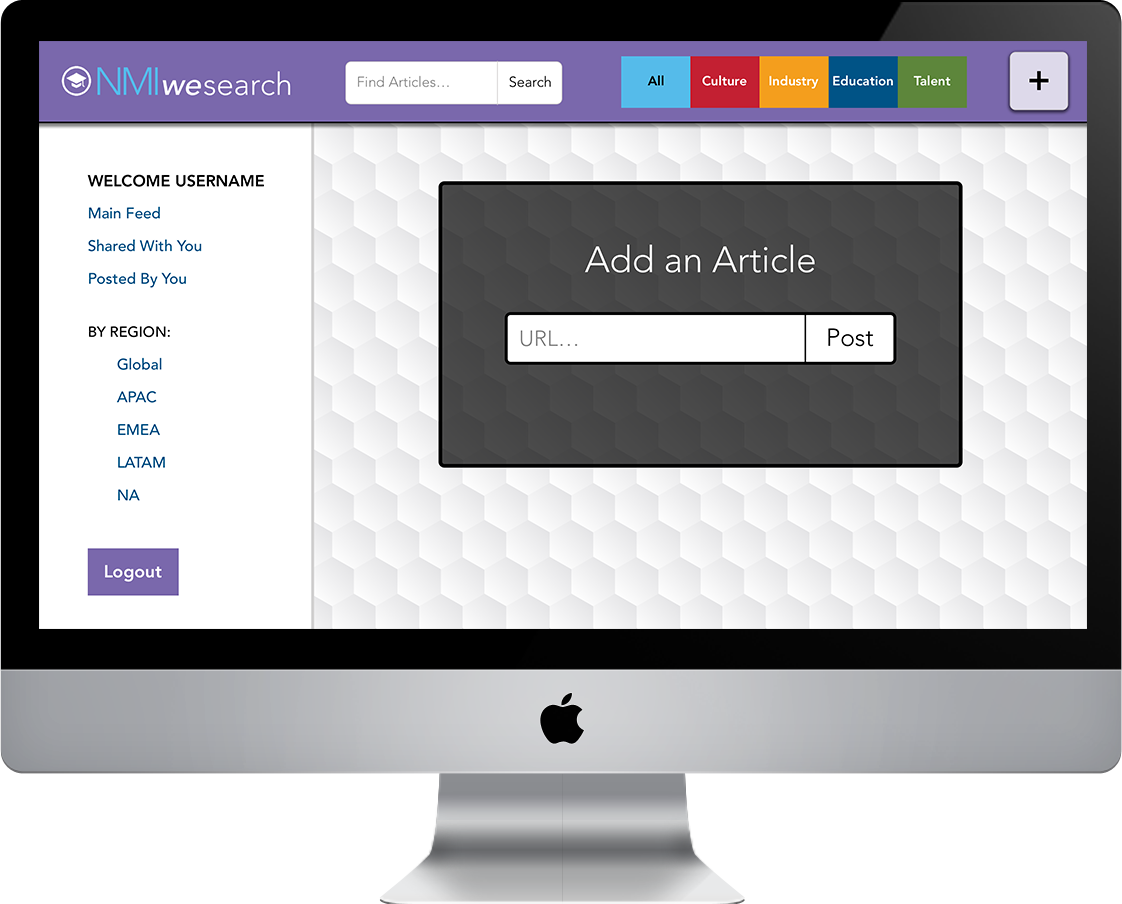 NMIwesearch
Find Articles...
Search
All
Culture
Industry
Education
Talent
+
WELCOME USERNAME
Main Feed
Shared With You
Posted By You
BY REGION:
Global
APAC
EMEA
LATAM
NA
Logout
Add an Article
URL...
Post